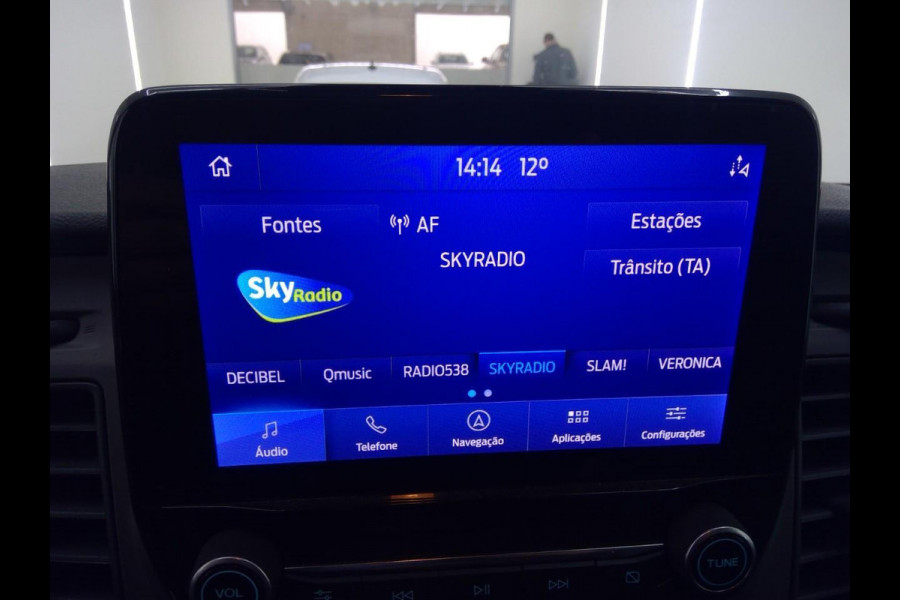 14:14 12º
Fontes
AF
Estações
SKYRADIO
Trânsito (TA)
Sky Radio
DECIBEL Qmusic RADIO538 SKYRADIO SLAM! VERONICA
Áudio Telefone Navegação Aplicações Configurações
VOL TUNE